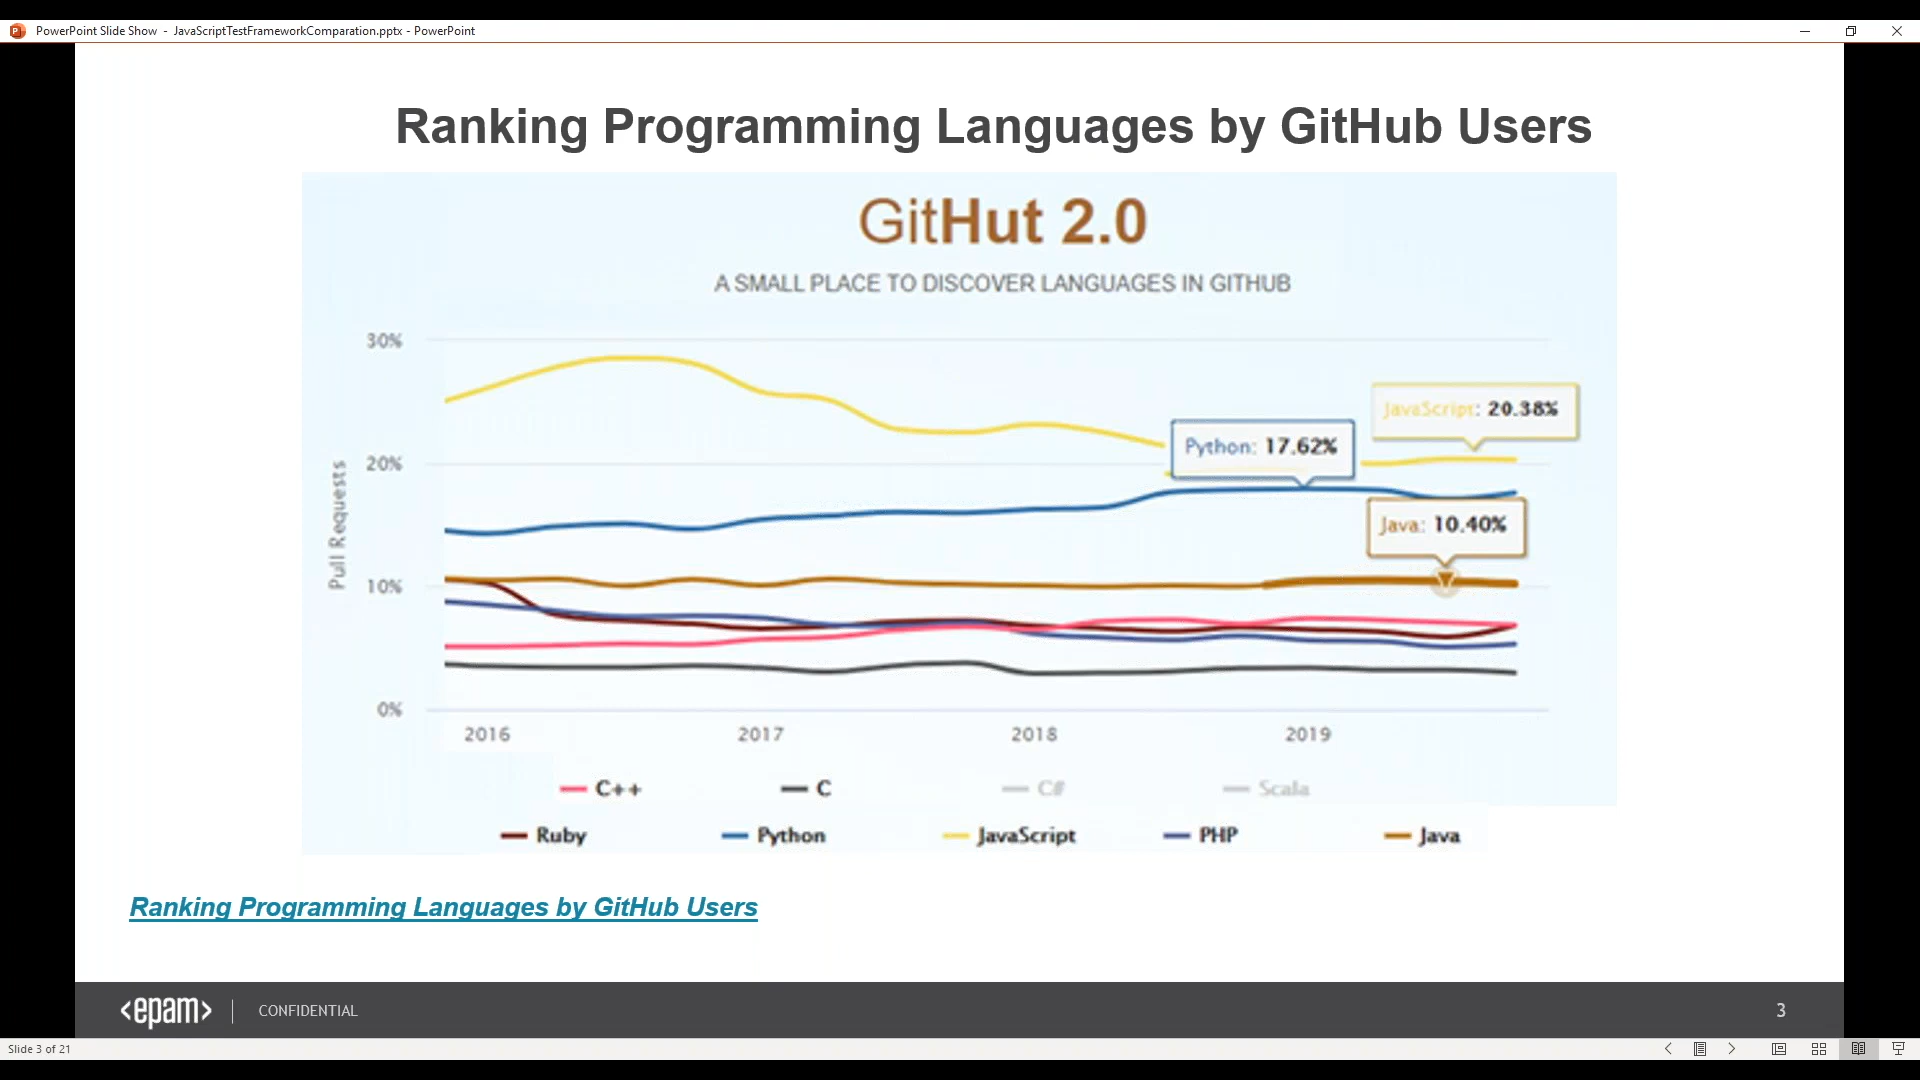 PowerPoint Slide Show - JavaScriptTestFrameworkComparation.pptx - PowerPoint
Ranking Programming Languages by GitHub Users
GitHut 2.0
A SMALL PLACE TO DISCOVER LANGUAGES IN GITHUB
30%
20%
10%
0%
Pull Requests
JavaScript: 20.38%
Python: 17.62%
Java: 10.40%
2016 2017 2018 2019
C++ C C# Scala
Ruby Python JavaScript PHP Java
Ranking Programming Languages by GitHub Users
<epam> | CONFIDENTIAL 3
Slide 3 of 21